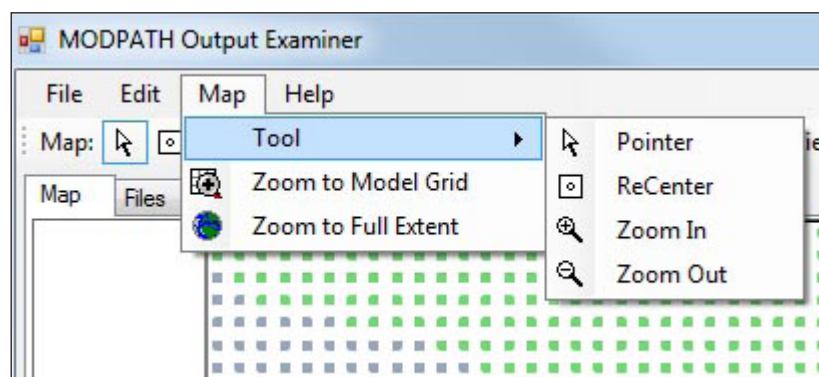 MODPATH Output Examiner
File Edit Map Help
Map:
Tool
Zoom to Model Grid
Zoom to Full Extent
Pointer
ReCenter
Zoom In
Zoom Out
Map Files